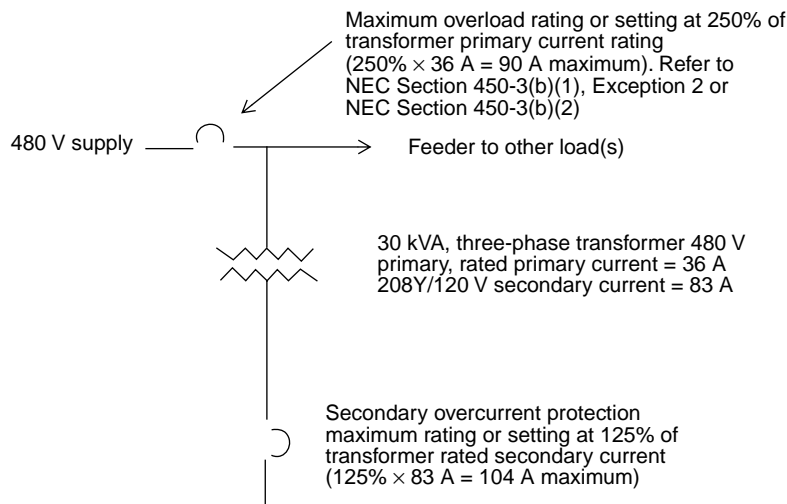 Maximum overload rating or setting at 250% of
transformer primary current rating
(250% × 36 A = 90 A maximum). Refer to
NEC Section 450-3(b)(1), Exception 2 or
NEC Section 450-3(b)(2)
480 V supply
Feeder to other load(s)
30 kVA, three-phase transformer 480 V
primary, rated primary current = 36 A
208Y/120 V secondary current = 83 A
Secondary overcurrent protection
maximum rating or setting at 125% of
transformer rated secondary current
(125% × 83 A = 104 A maximum)